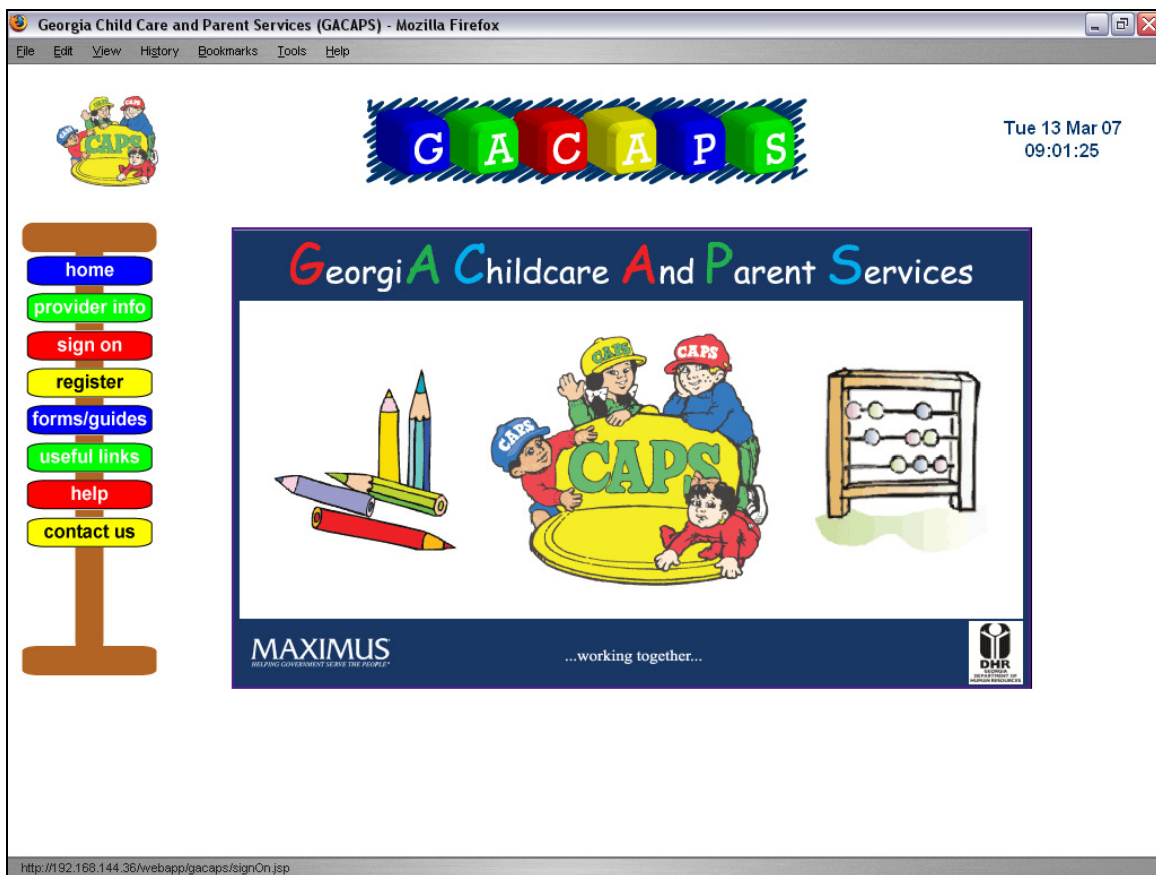 Georgia Child Care and Parent Services (GACAPS) - Mozilla Firefox
File Edit View History Bookmarks Tools Help
CAPS
GACAPS
Tue 13 Mar 07
09:01:25
home
provider info
sign on
register
forms/guides
useful links
help
contact us
GeorgiA Childcare And Parent Services
CAPS
CAPS
CAPS
CAPS
MAXIMUS
HELPING GOVERNMENT SERVE THE PEOPLE
...working together...
DHR
GEORGIA
DEPARTMENT OF
HUMAN RESOURCES
http://192.168.144.36/webapp/gacaps/signOn.jsp